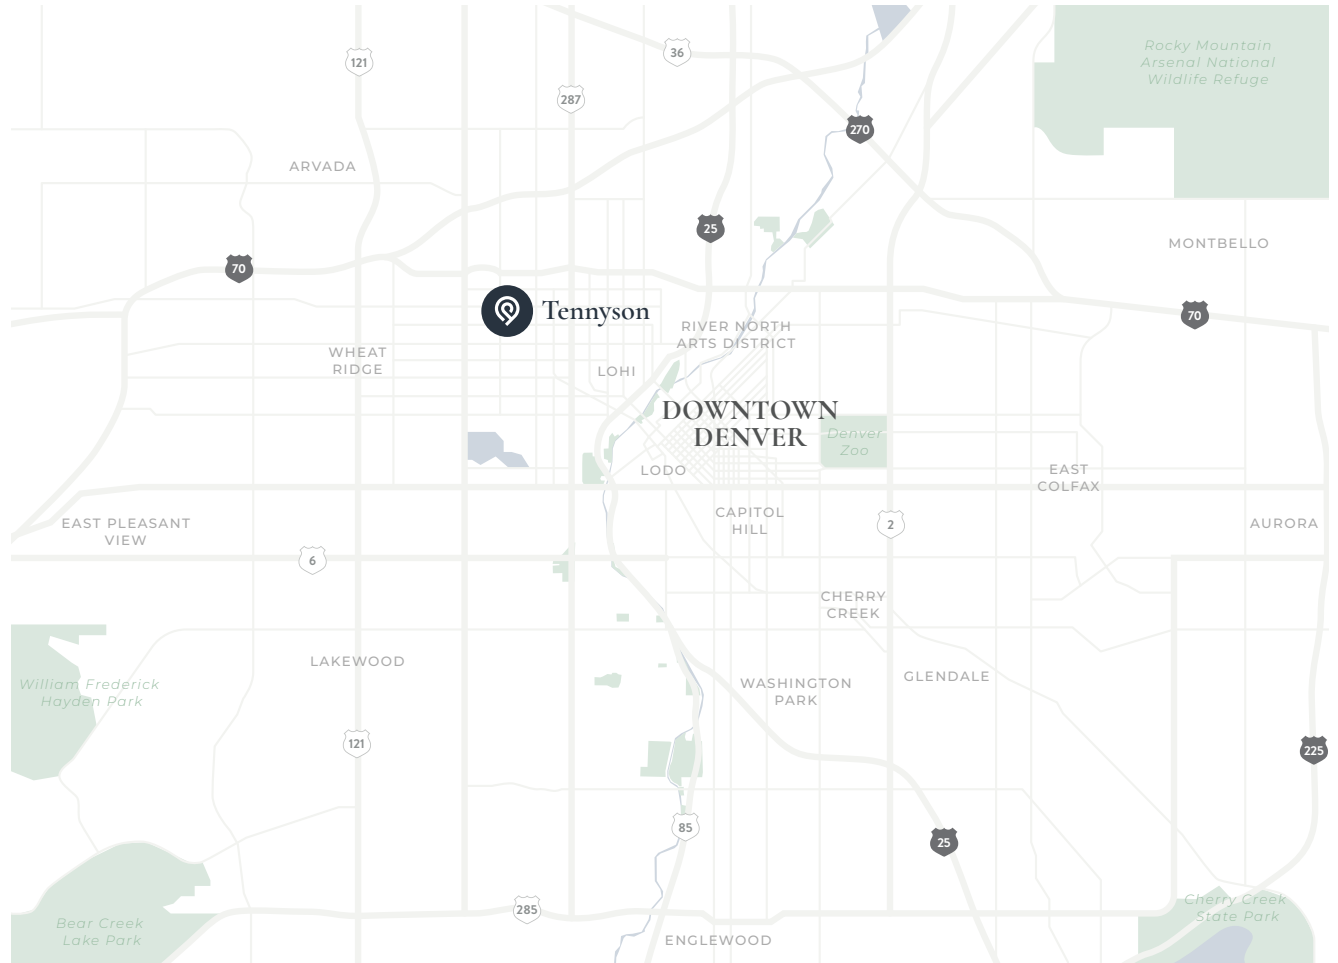 Rocky Mountain
Arsenal National
Wildlife Refuge
36
121
287
270
ARVADA
25
MONTBELLO
70
Tennyson
70
RIVER NORTH
ARTS DISTRICT
WHEAT
RIDGE
LOHI
DOWNTOWN
DENVER
Denver
Zoo
LODO
EAST
COLFAX
CAPITOL
HILL
2
EAST PLEASANT
VIEW
AURORA
6
CHERRY
CREEK
LAKEWOOD
GLENDALE
William Frederick
Hayden Park
WASHINGTON
PARK
121
225
85
25
Cherry Creek
State Park
285
Bear Creek
Lake Park
ENGLEWOOD